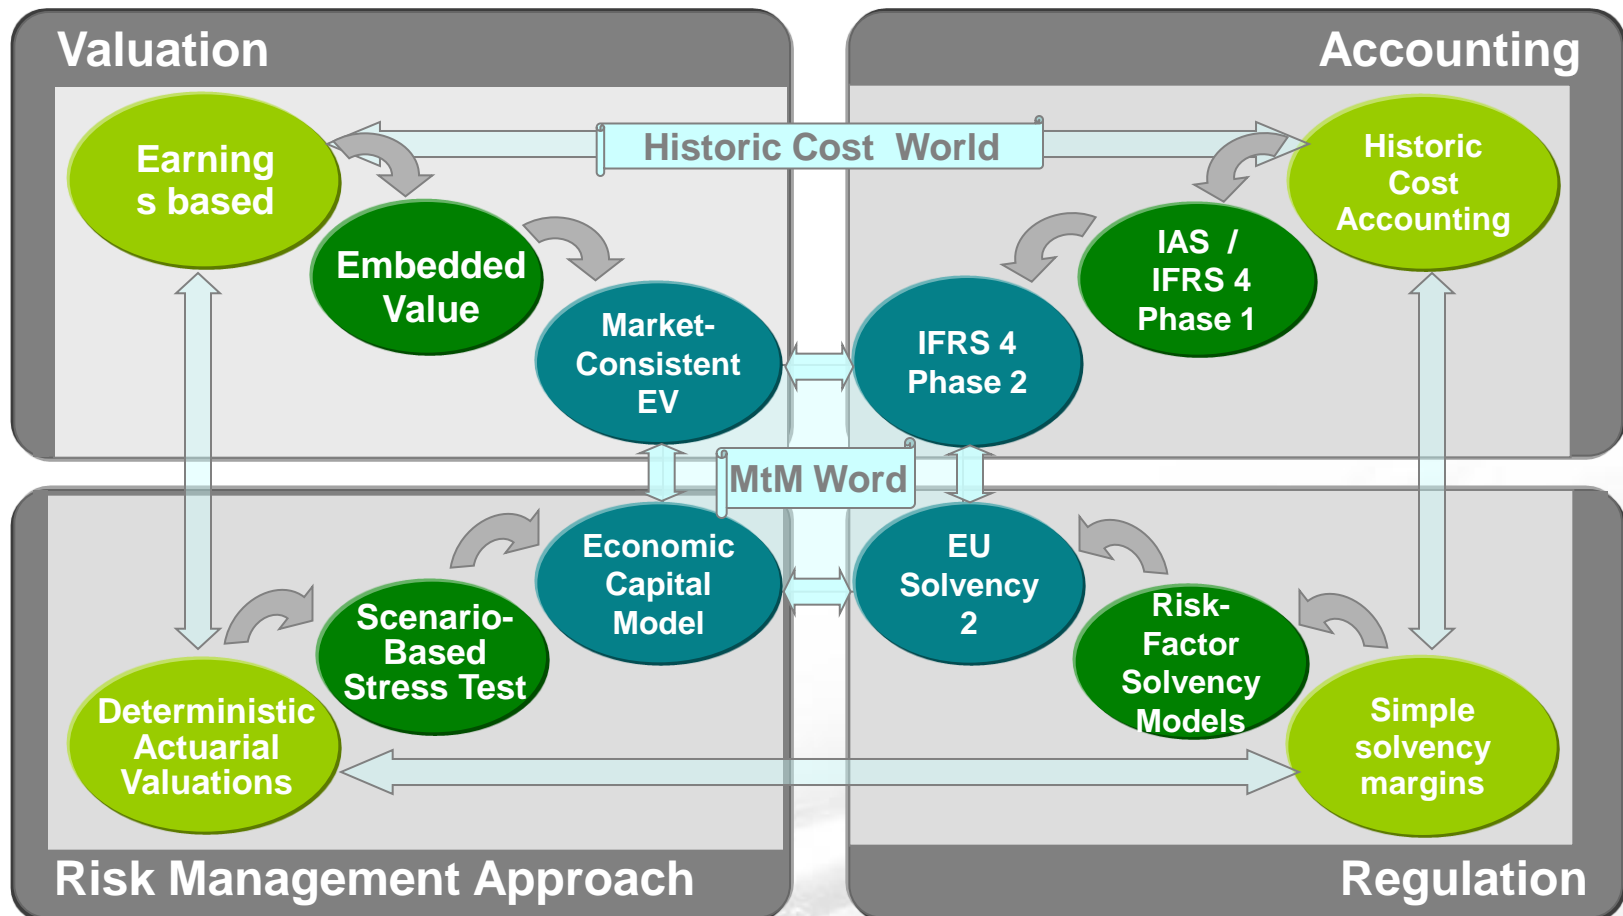 Valuation
Accounting
Historic Cost World
Earning
s based
Embedded
Value
Market-
Consistent
EV
Historic
Cost
Accounting
IAS /
IFRS 4
Phase 1
IFRS 4
Phase 2
MtM Word
Economic
Capital
Model
Scenario-
Based
Stress Test
Deterministic
Actuarial
Valuations
EU
Solvency
2
Risk-
Factor
Solvency
Models
Simple
solvency
margins
Risk Management Approach
Regulation